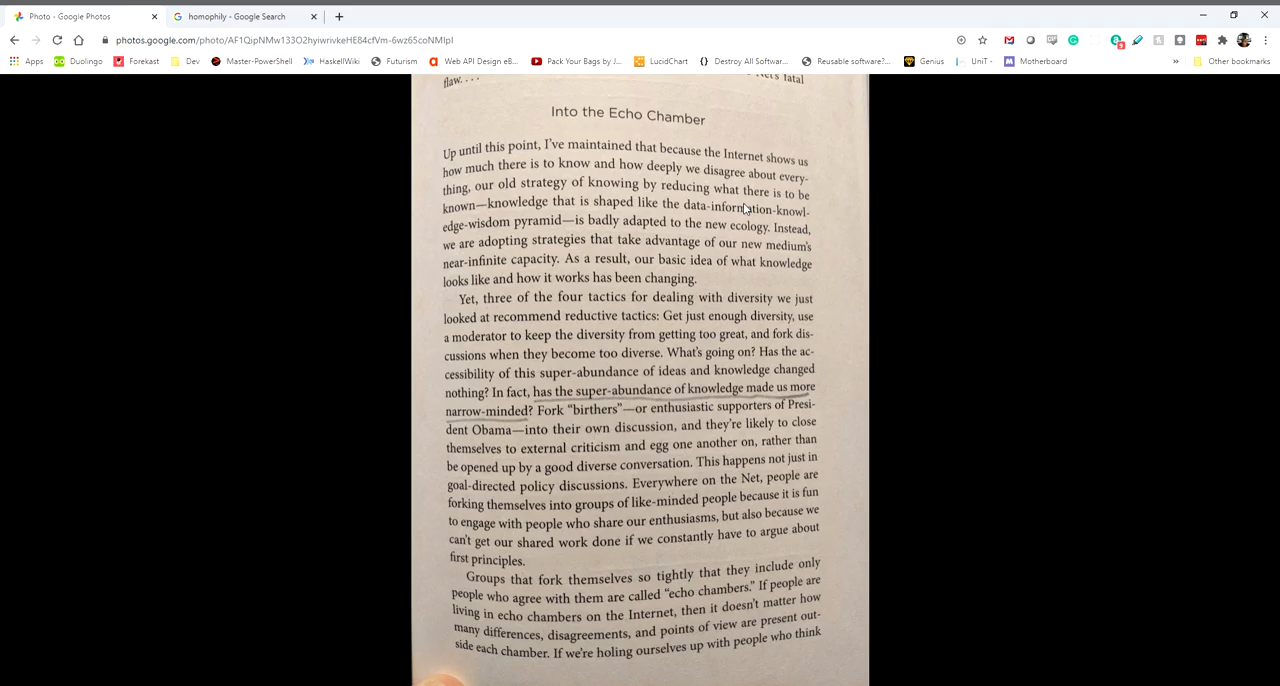 Photo - Google Photos
homophily - Google Search
photos.google.com/photo/AF1QipNMw133O2hyiwrivkeHE84cfVm-6wz65coNMIpI
9
Apps Duolingo Forekast Dev Master-PowerShell HaskellWiki Futurism Web API Design eB... Pack Your Bags by J... LucidChart Destroy All Softwar... Reusable software?... Genius UniT - Motherboard » Other bookmarks
flaw. . . . Net's fatal
Into the Echo Chamber
Up until this point, I've maintained that because the Internet shows us
how much there is to know and how deeply we disagree about every-
thing, our old strategy of knowing by reducing what there is to be
known—knowledge that is shaped like the data-information-knowl-
edge-wisdom pyramid—is badly adapted to the new ecology. Instead,
we are adopting strategies that take advantage of our new medium's
near-infinite capacity. As a result, our basic idea of what knowledge
looks like and how it works has been changing.
Yet, three of the four tactics for dealing with diversity we just
looked at recommend reductive tactics: Get just enough diversity, use
a moderator to keep the diversity from getting too great, and fork dis-
cussions when they become too diverse. What's going on? Has the ac-
cessibility of this super-abundance of ideas and knowledge changed
nothing? In fact, has the super-abundance of knowledge made us more
narrow-minded? Fork "birthers"—or enthusiastic supporters of Presi-
dent Obama—into their own discussion, and they're likely to close
themselves to external criticism and egg one another on, rather than
be opened up by a good diverse conversation. This happens not just in
goal-directed policy discussions. Everywhere on the Net, people are
forking themselves into groups of like-minded people because it is fun
to engage with people who share our enthusiasms, but also because we
can't get our shared work done if we constantly have to argue about
first principles.
Groups that fork themselves so tightly that they include only
people who agree with them are called "echo chambers." If people are
living in echo chambers on the Internet, then it doesn't matter how
many differences, disagreements, and points of view are present out-
side each chamber. If we're holing ourselves up with people who think